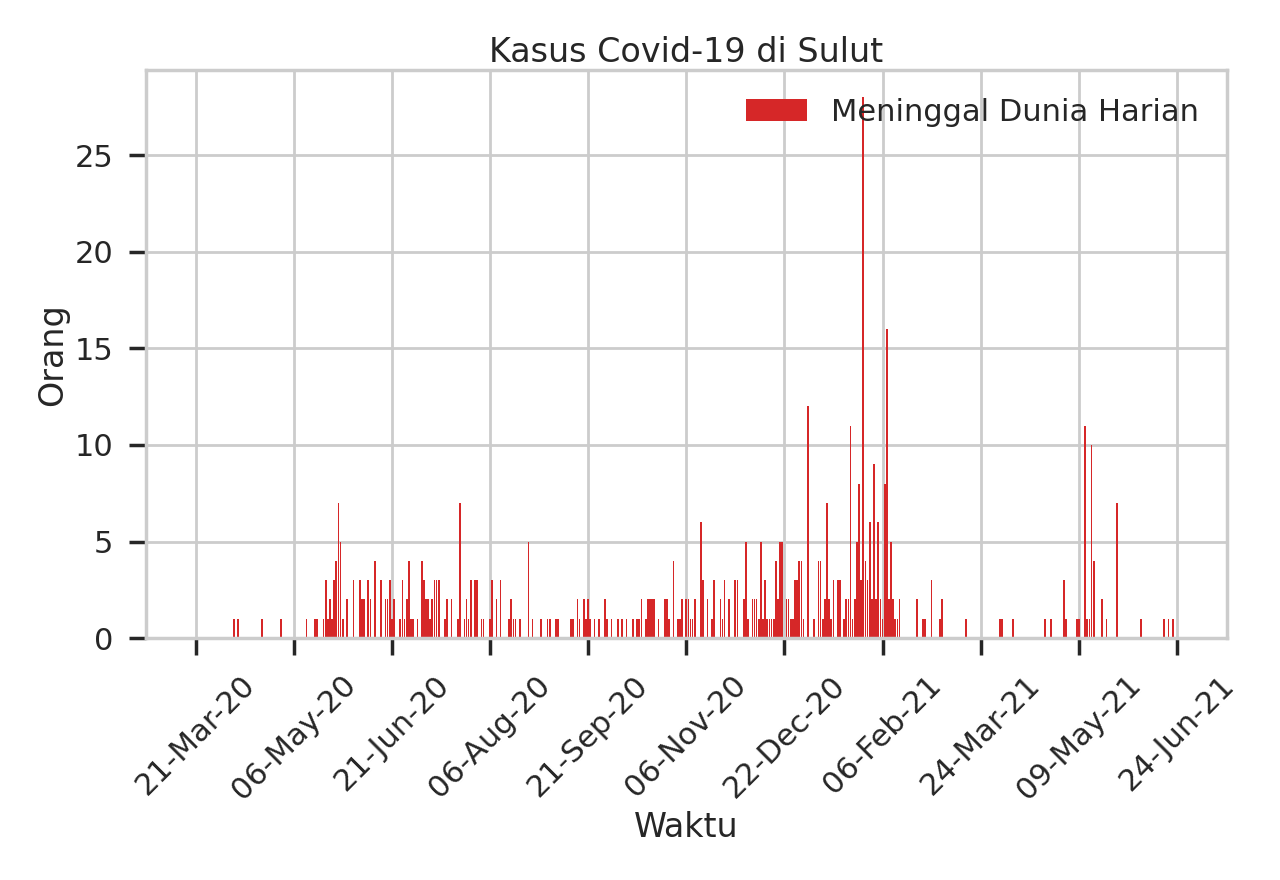 Kasus Covid-19 di Sulut
Meninggal Dunia Harian
Orang
25
20
15
10
5
0
21-Mar-20
06-May-20
21-Jun-20
06-Aug-20
21-Sep-20
06-Nov-20
22-Dec-20
06-Feb-21
24-Mar-21
09-May-21
24-Jun-21
Waktu